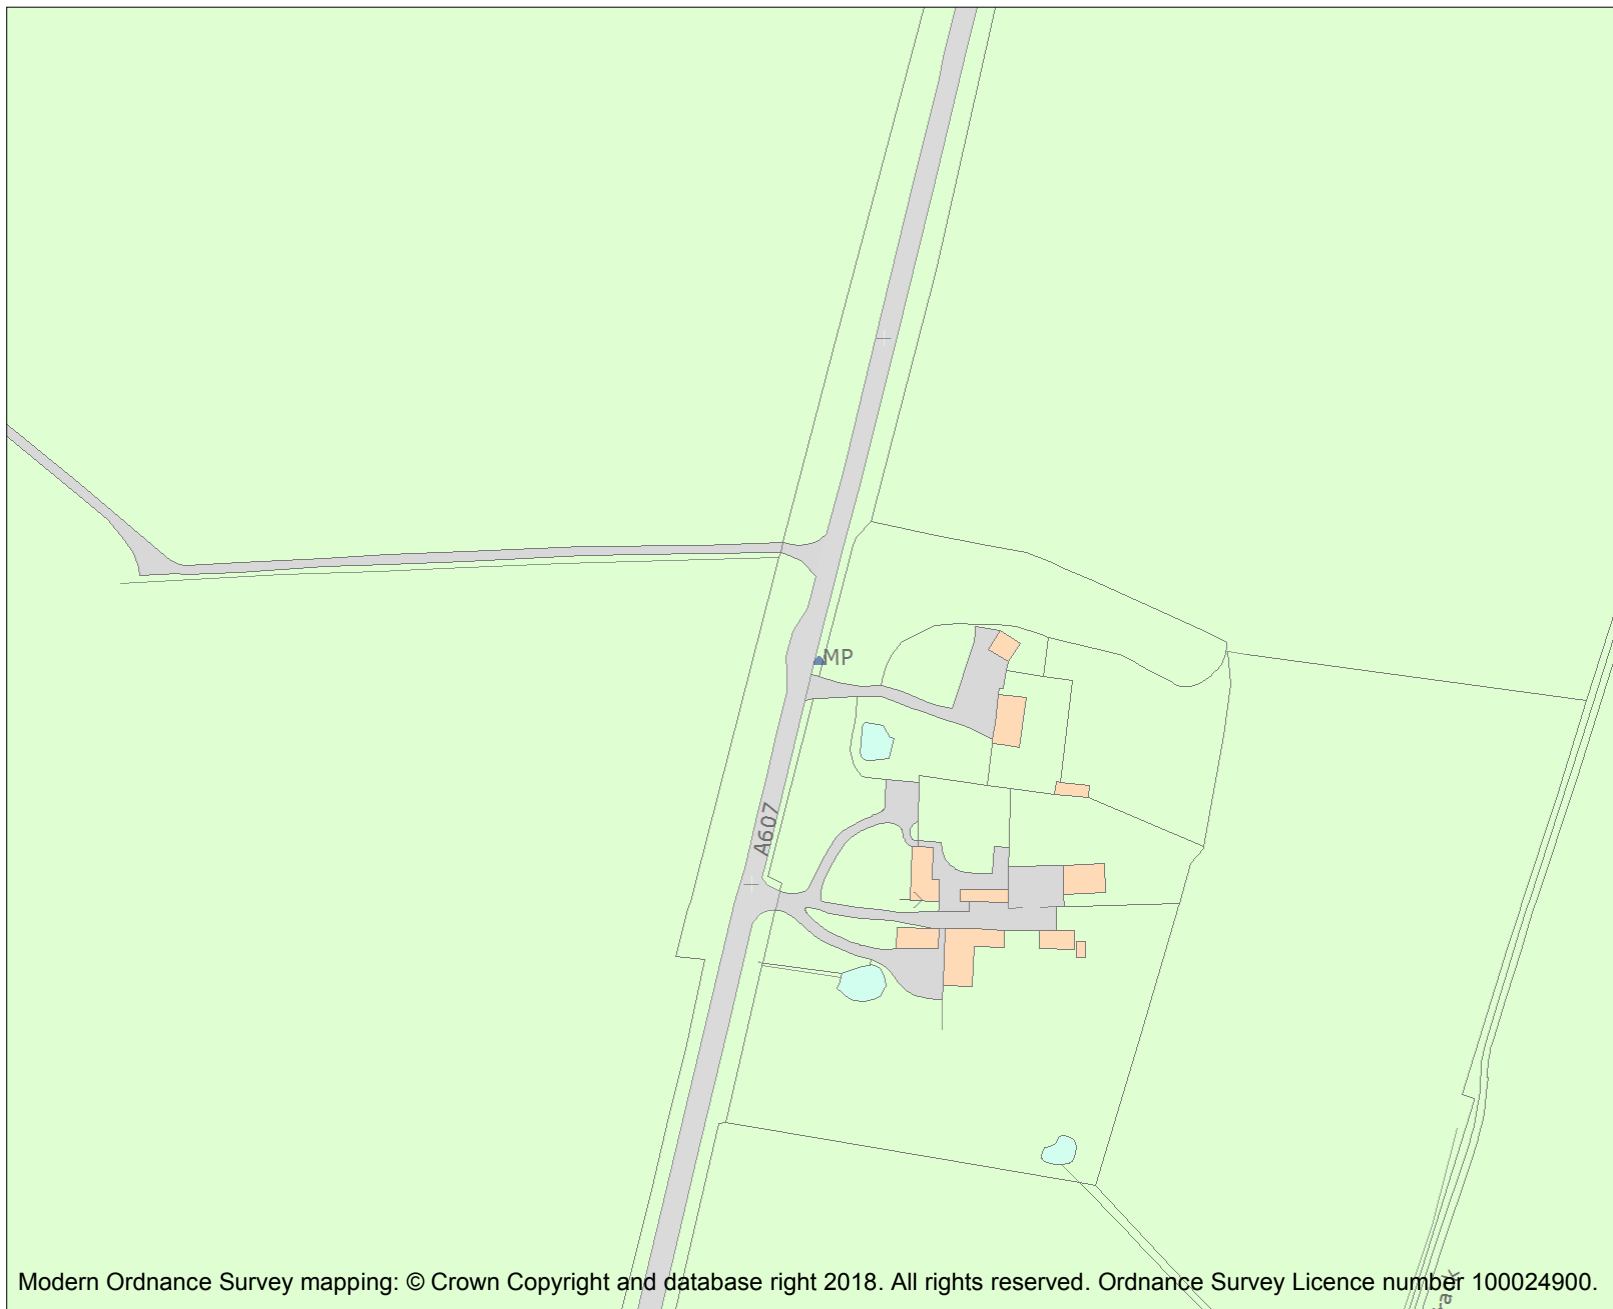 MP
A607
Modern Ordnance Survey mapping: © Crown Copyright and database right 2018. All rights reserved. Ordnance Survey Licence number 100024900.